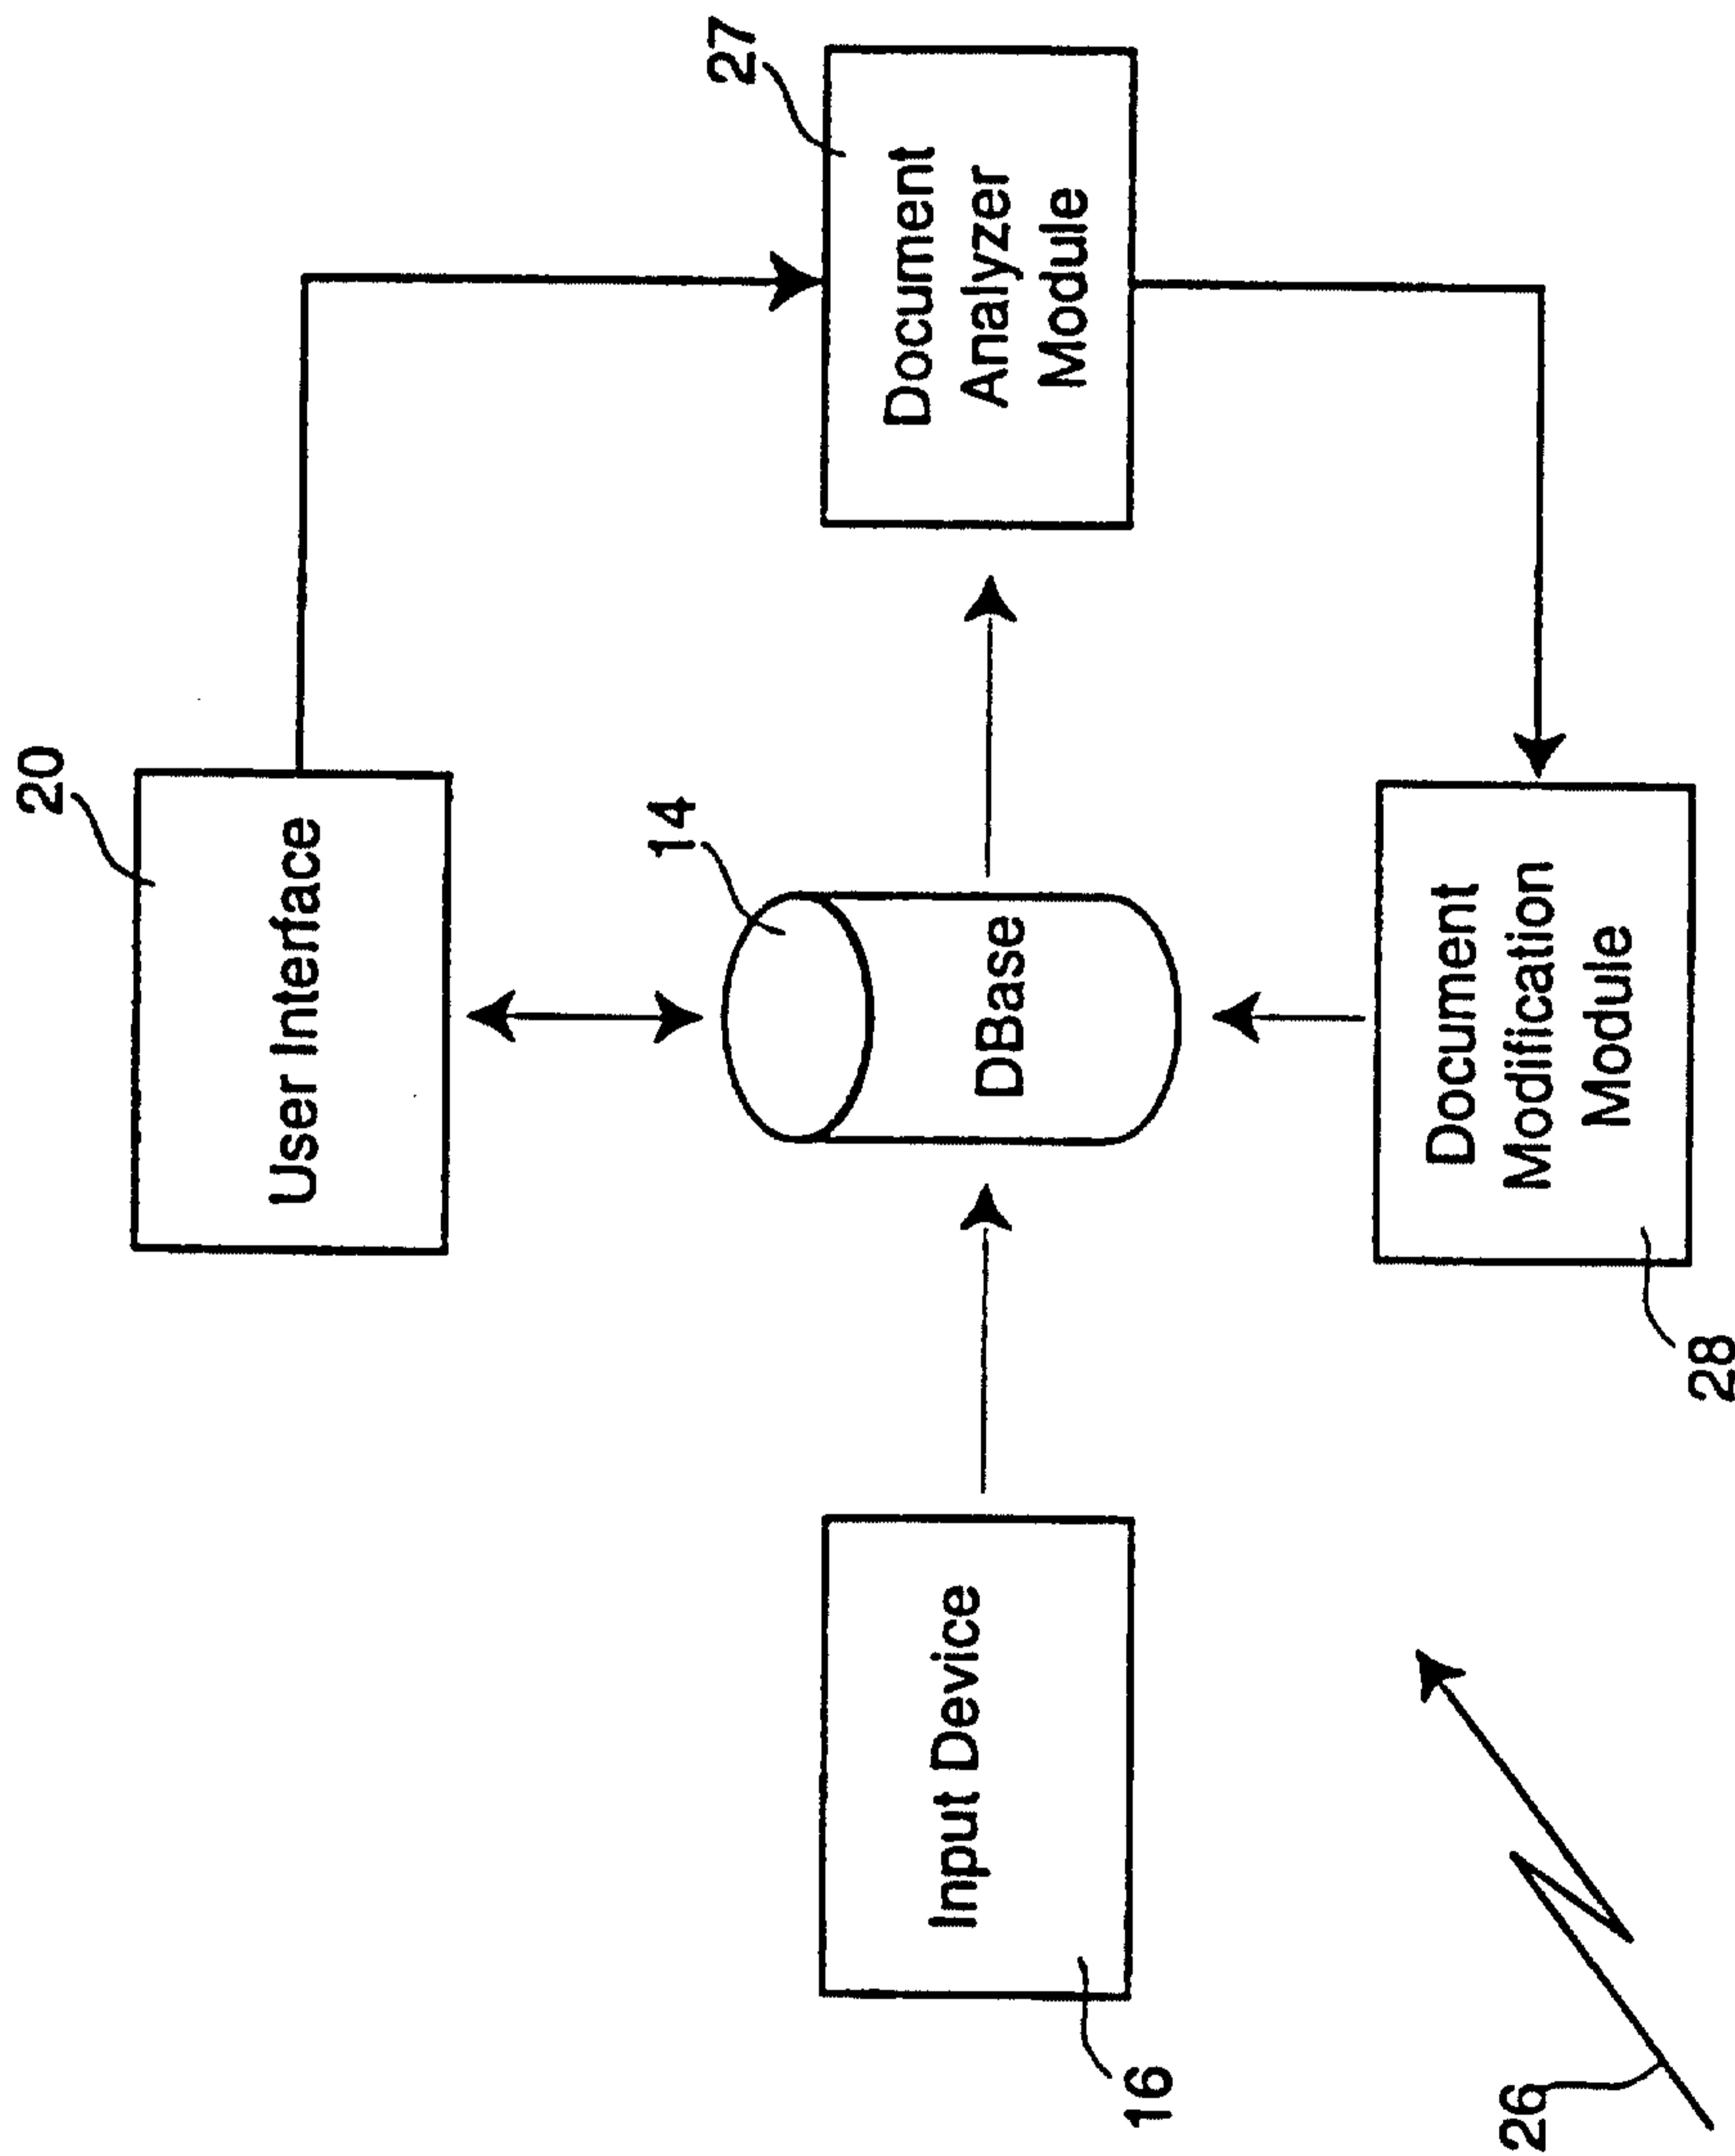 20
User Interface
27
Document
Analyzer
Module
14
DBase
Input Device
16
Document
Modification
Module
28
26